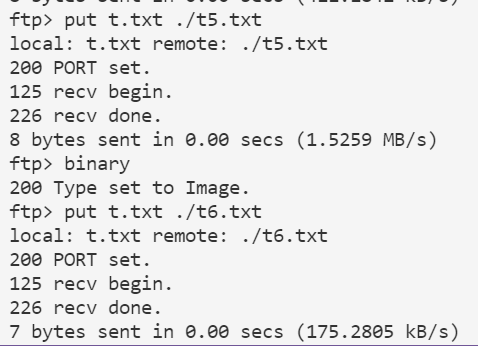 ftp> put t.txt ./t5.txt
local: t.txt remote: ./t5.txt
200 PORT set.
125 recv begin.
226 recv done.
8 bytes sent in 0.00 secs (1.5259 MB/s)
ftp> binary
200 Type set to Image.
ftp> put t.txt ./t6.txt
local: t.txt remote: ./t6.txt
200 PORT set.
125 recv begin.
226 recv done.
7 bytes sent in 0.00 secs (175.2805 kB/s)